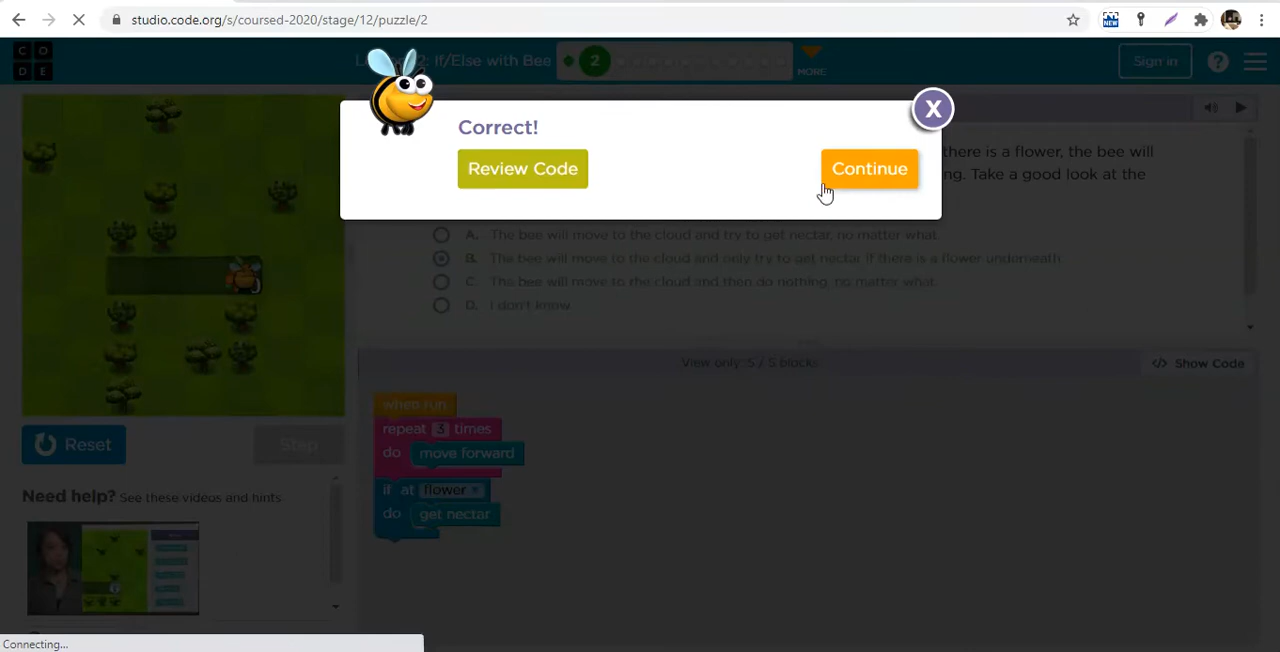 studio.code.org/s/coursed-2020/stage/12/puzzle/2
NEW
C O
D E
2: If/Else with Bee
2
MORE
Sign in
?
X
Correct!
Review Code
Continue
there is a flower, the bee will
ng. Take a good look at the
A. The bee will move to the cloud and try to get nectar, no matter what.
B. The bee will move to the cloud and only try to get nectar if there is a flower underneath.
C. The bee will move to the cloud and then do nothing, no matter what.
D. I don't know.
View only: 5 / 5 blocks
Show Code
when run
repeat 3 times
do move forward
if at flower
do get nectar
Reset
Step
Need help? See these videos and hints
Connecting...